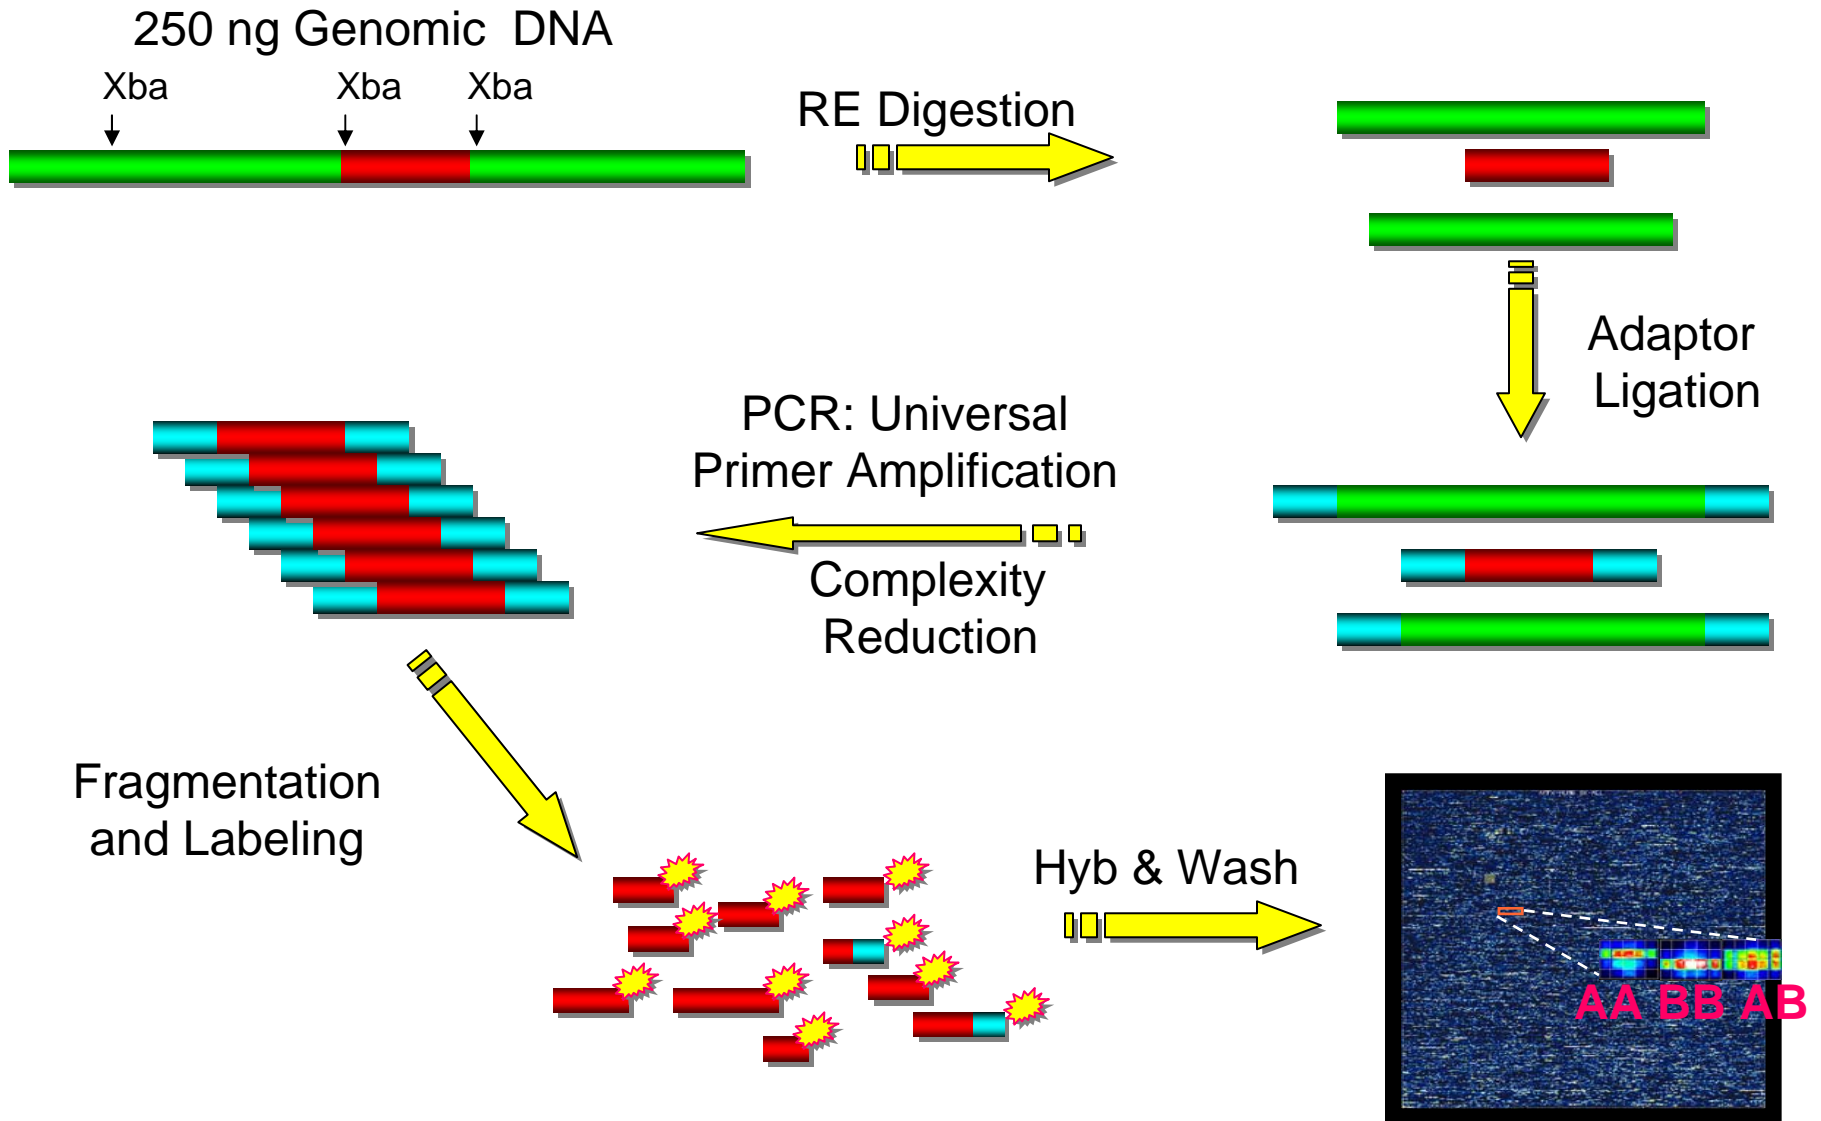 250 ng Genomic DNA
Xba Xba Xba
RE Digestion
Adaptor
Ligation
PCR: Universal
Primer Amplification
Complexity
Reduction
Fragmentation
and Labeling
Hyb & Wash
AA BB AB